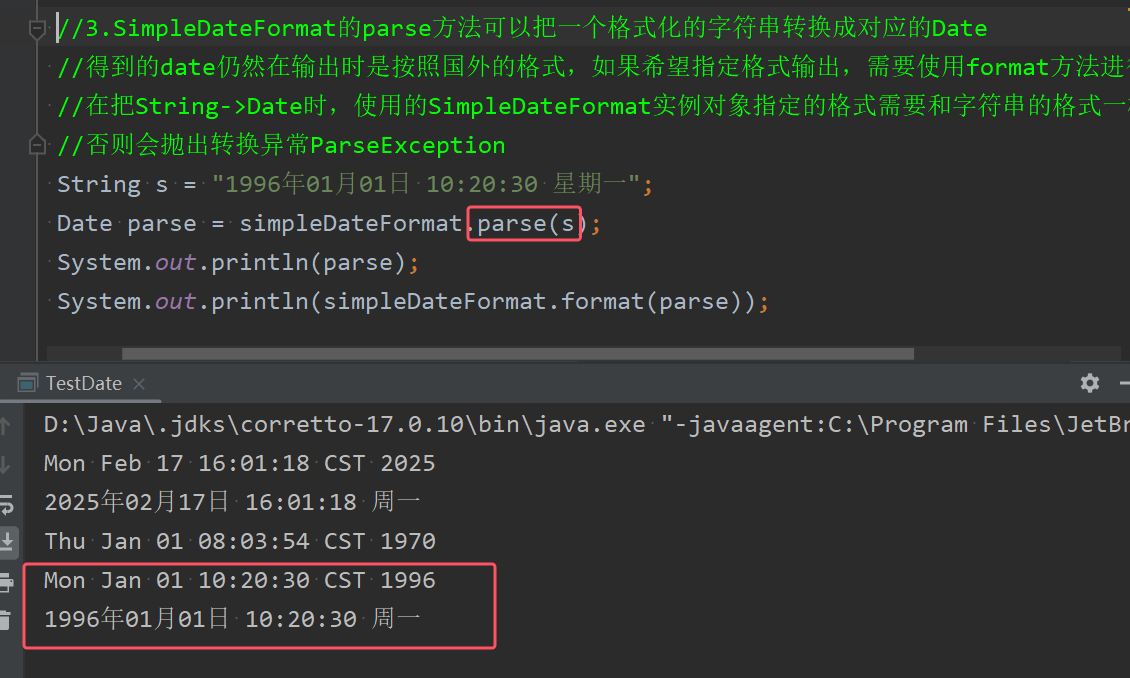 //3.SimpleDateFormat的parse方法可以把一个格式化的字符串转换成对应的Date
//得到的date仍然在输出时是按照国外的格式，如果希望指定格式输出，需要使用format方法进
//在把String->Date时，使用的SimpleDateFormat实例对象指定的格式需要和字符串的格式一
//否则会抛出转换异常ParseException
String s = "1996年01月01日 10:20:30 星期一";
Date parse = simpleDateFormat.parse(s);
System.out.println(parse);
System.out.println(simpleDateFormat.format(parse));
TestDate
D:\Java\.jdks\corretto-17.0.10\bin\java.exe "-javaagent:C:\Program Files\JetBr
Mon Feb 17 16:01:18 CST 2025
2025年02月17日 16:01:18 周一
Thu Jan 01 08:03:54 CST 1970
Mon Jan 01 10:20:30 CST 1996
1996年01月01日 10:20:30 周一